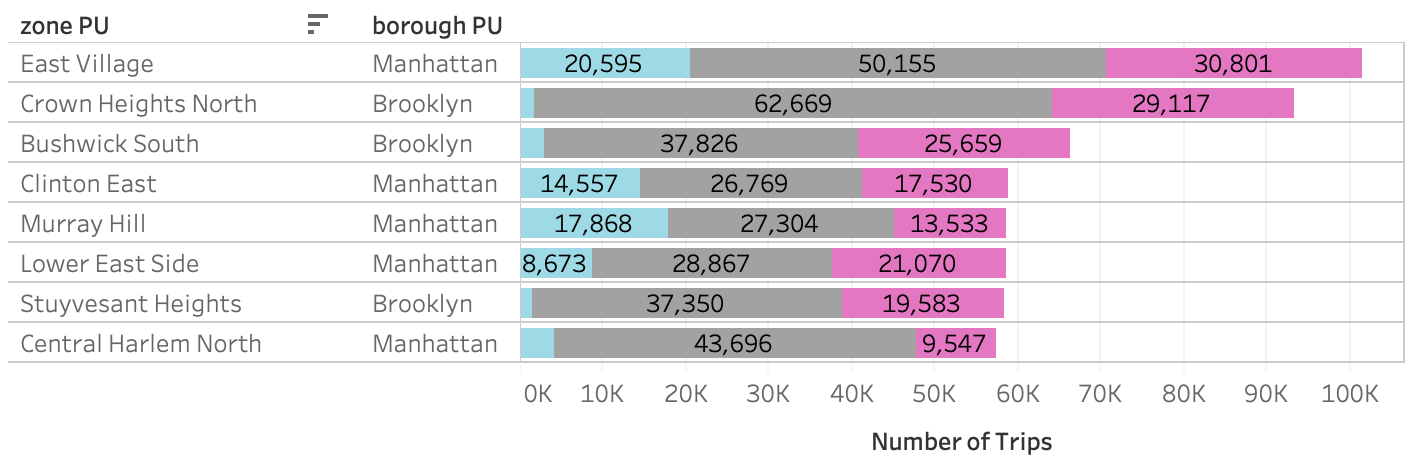 zone PU borough PU
East Village Manhattan 20,595 50,155 30,801
Crown Heights North Brooklyn 62,669 29,117
Bushwick South Brooklyn 37,826 25,659
Clinton East Manhattan 14,557 26,769 17,530
Murray Hill Manhattan 17,868 27,304 13,533
Lower East Side Manhattan 8,673 28,867 21,070
Stuyvesant Heights Brooklyn 37,350 19,583
Central Harlem North Manhattan 43,696 9,547
0K 10K 20K 30K 40K 50K 60K 70K 80K 90K 100K
Number of Trips